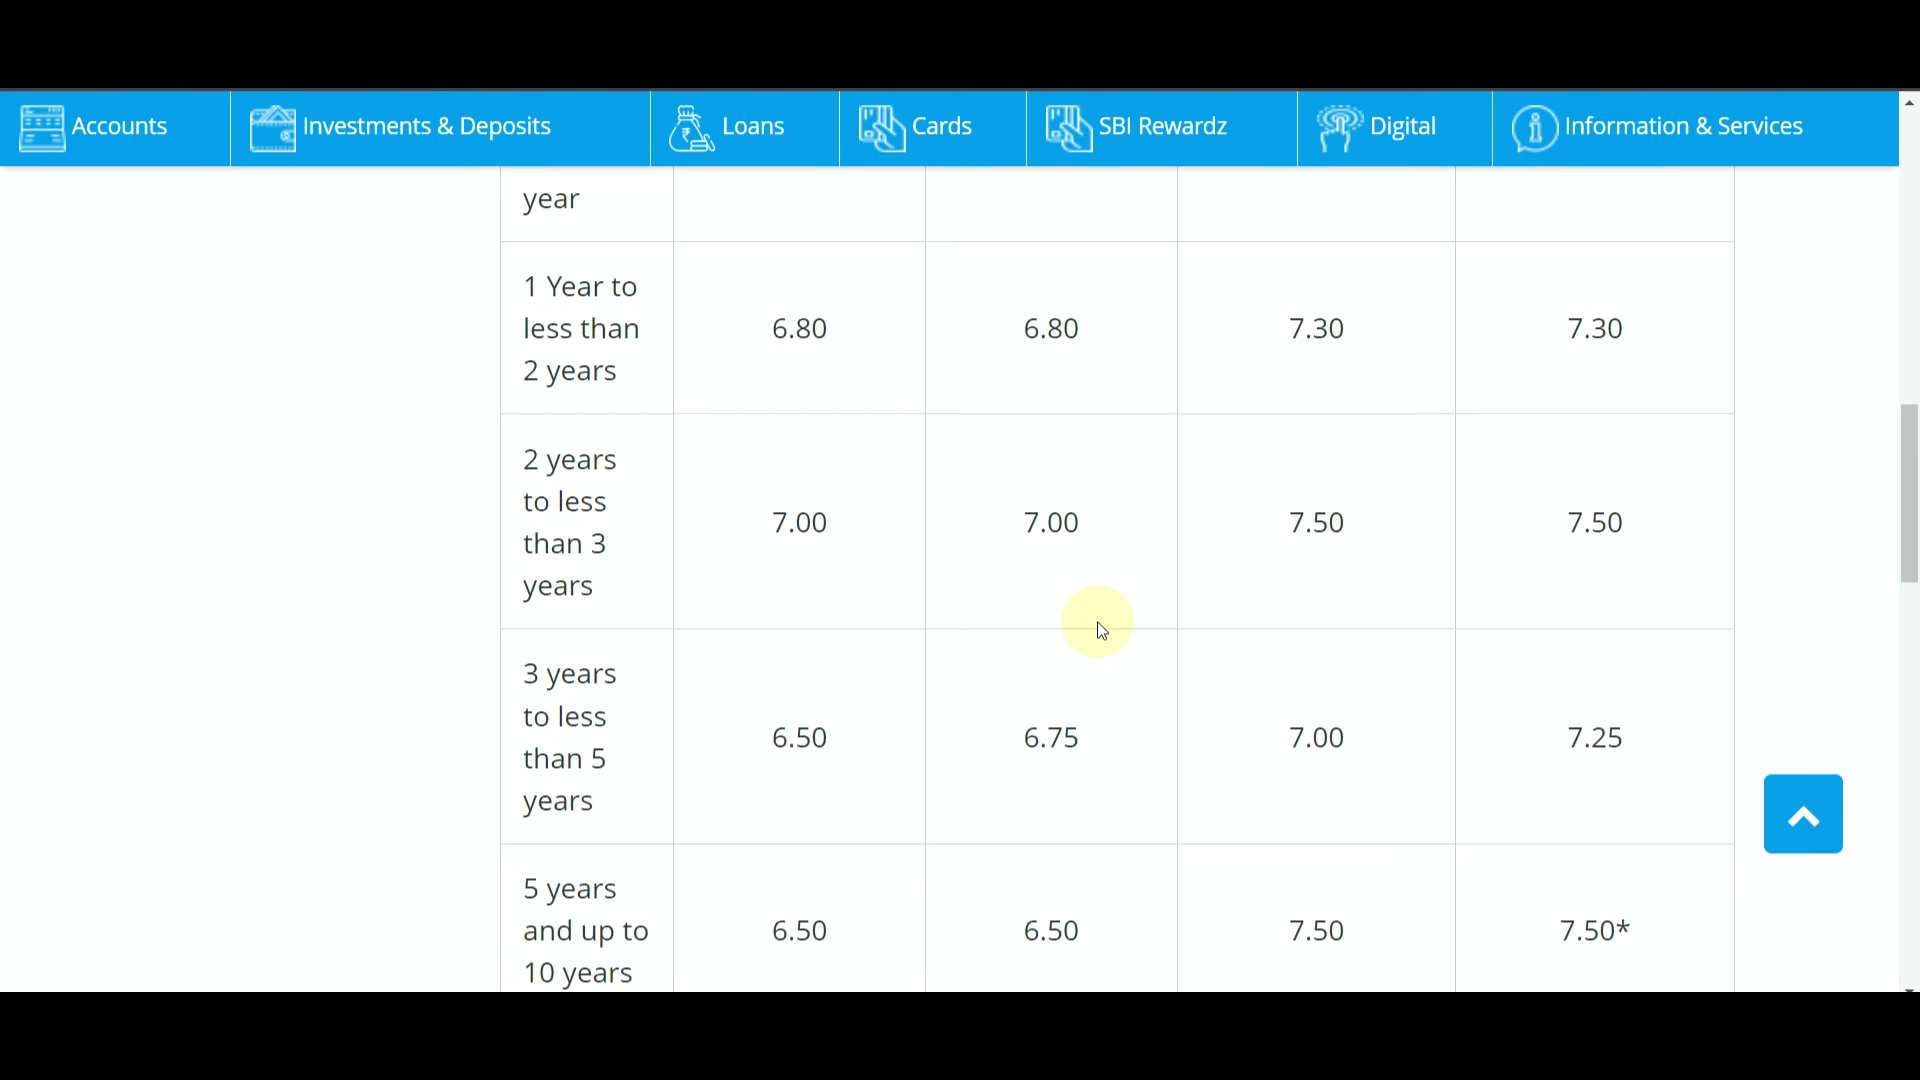 Accounts Investments & Deposits Loans Cards SBI Rewardz Digital Information & Services
year
1 Year to
less than
2 years
6.80 6.80 7.30 7.30
2 years
to less
than 3
years
7.00 7.00 7.50 7.50
3 years
to less
than 5
years
6.50 6.75 7.00 7.25
5 years
and up to
10 years
6.50 6.50 7.50 7.50*